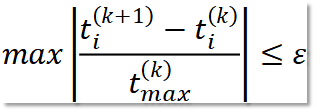 max |(t_i^(k+1) − t_i^(k)) / t_max^(k)| ≤ ε